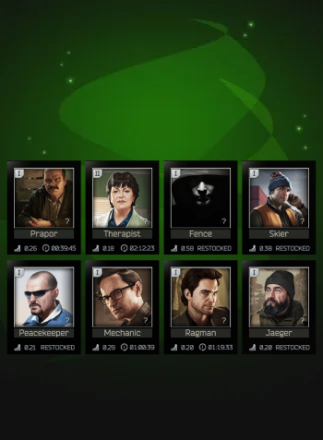 I II I I
? ? ?
Prapor Therapist Fence Skier
0.26 00:39:45 0.18 02:12:23 0.58 RESTOCKED 0.38 RESTOCKED
I I I I
? ? ? ?
Peacekeeper Mechanic Ragman Jaeger
0.21 RESTOCKED 0.25 01:00:39 0.20 01:19:33 0.20 RESTOCKED